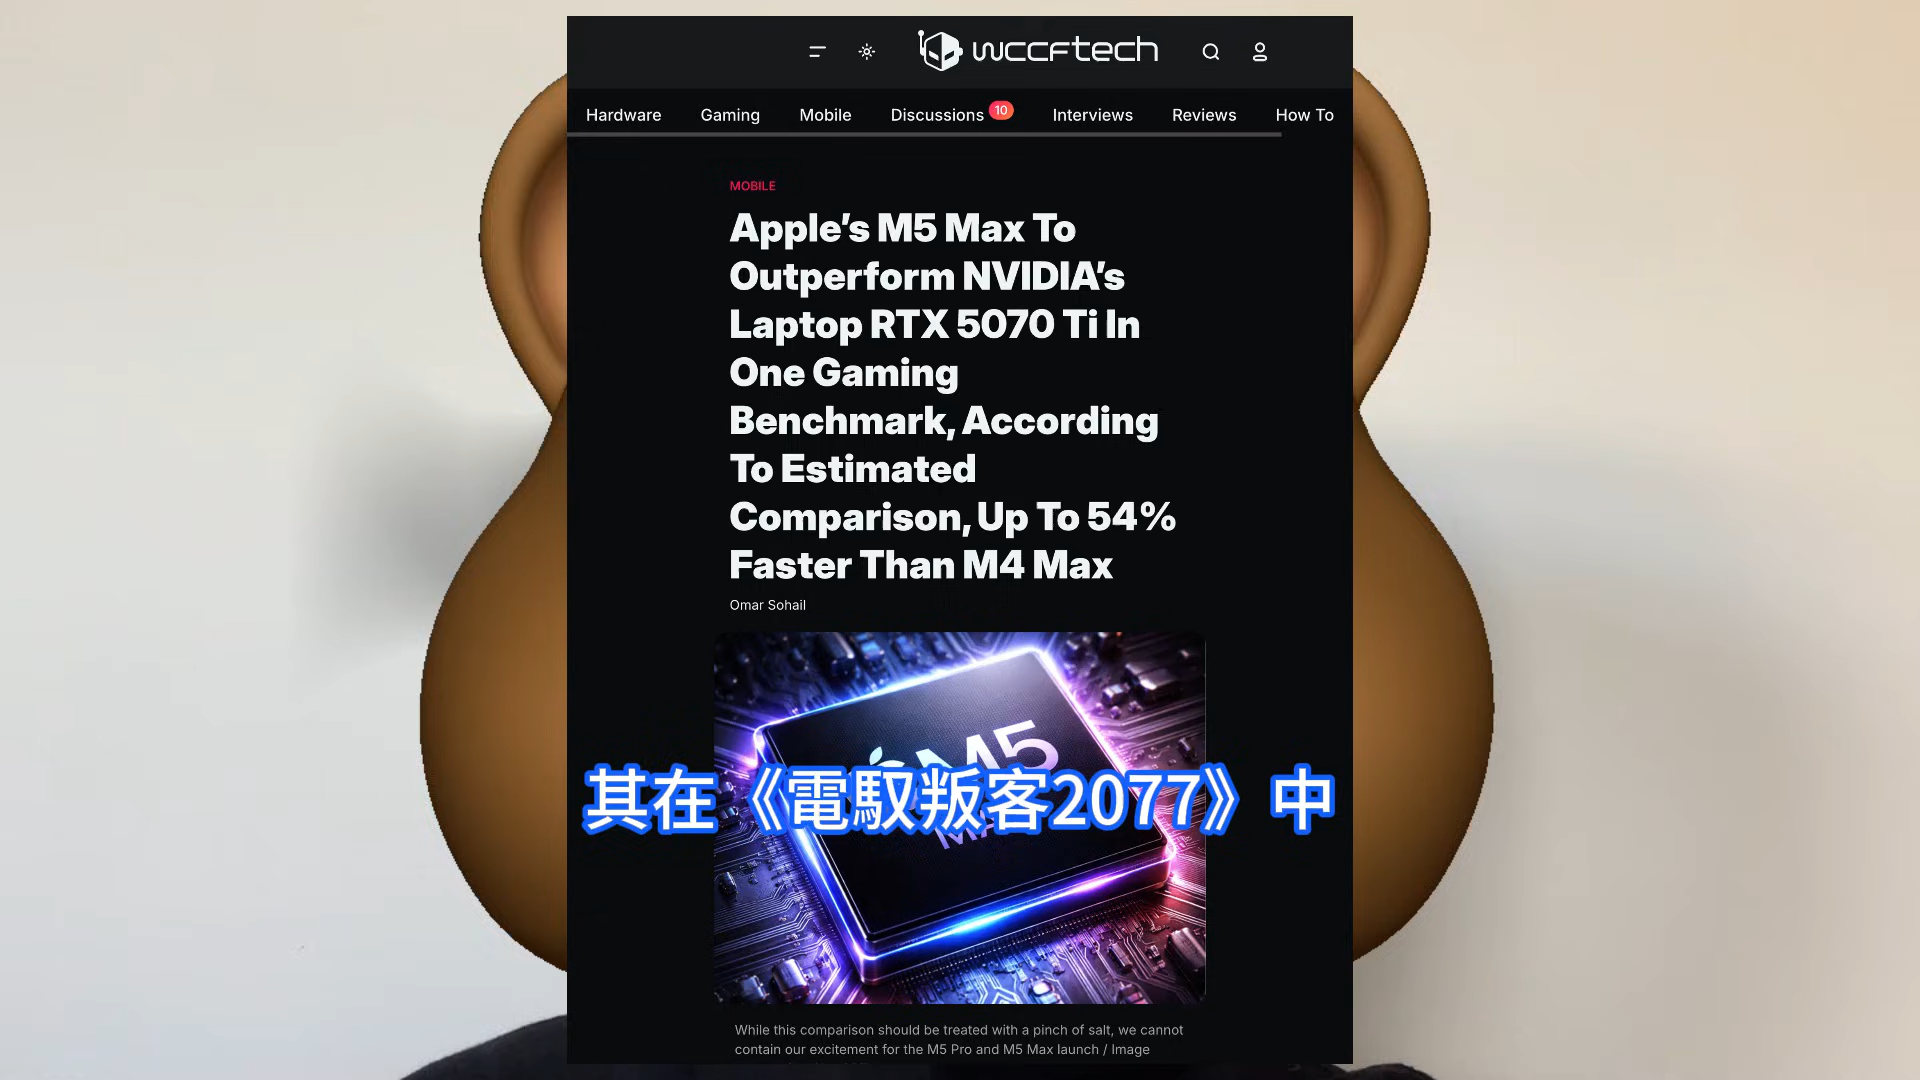 wccftech
Hardware Gaming Mobile Discussions 10 Interviews Reviews How To
MOBILE
Apple’s M5 Max To
Outperform NVIDIA’s
Laptop RTX 5070 Ti In
One Gaming
Benchmark, According
To Estimated
Comparison, Up To 54%
Faster Than M4 Max
Omar Sohail
M5
其在《電馭叛客2077》中
While this comparison should be treated with a pinch of salt, we cannot
contain our excitement for the M5 Pro and M5 Max launch / Image